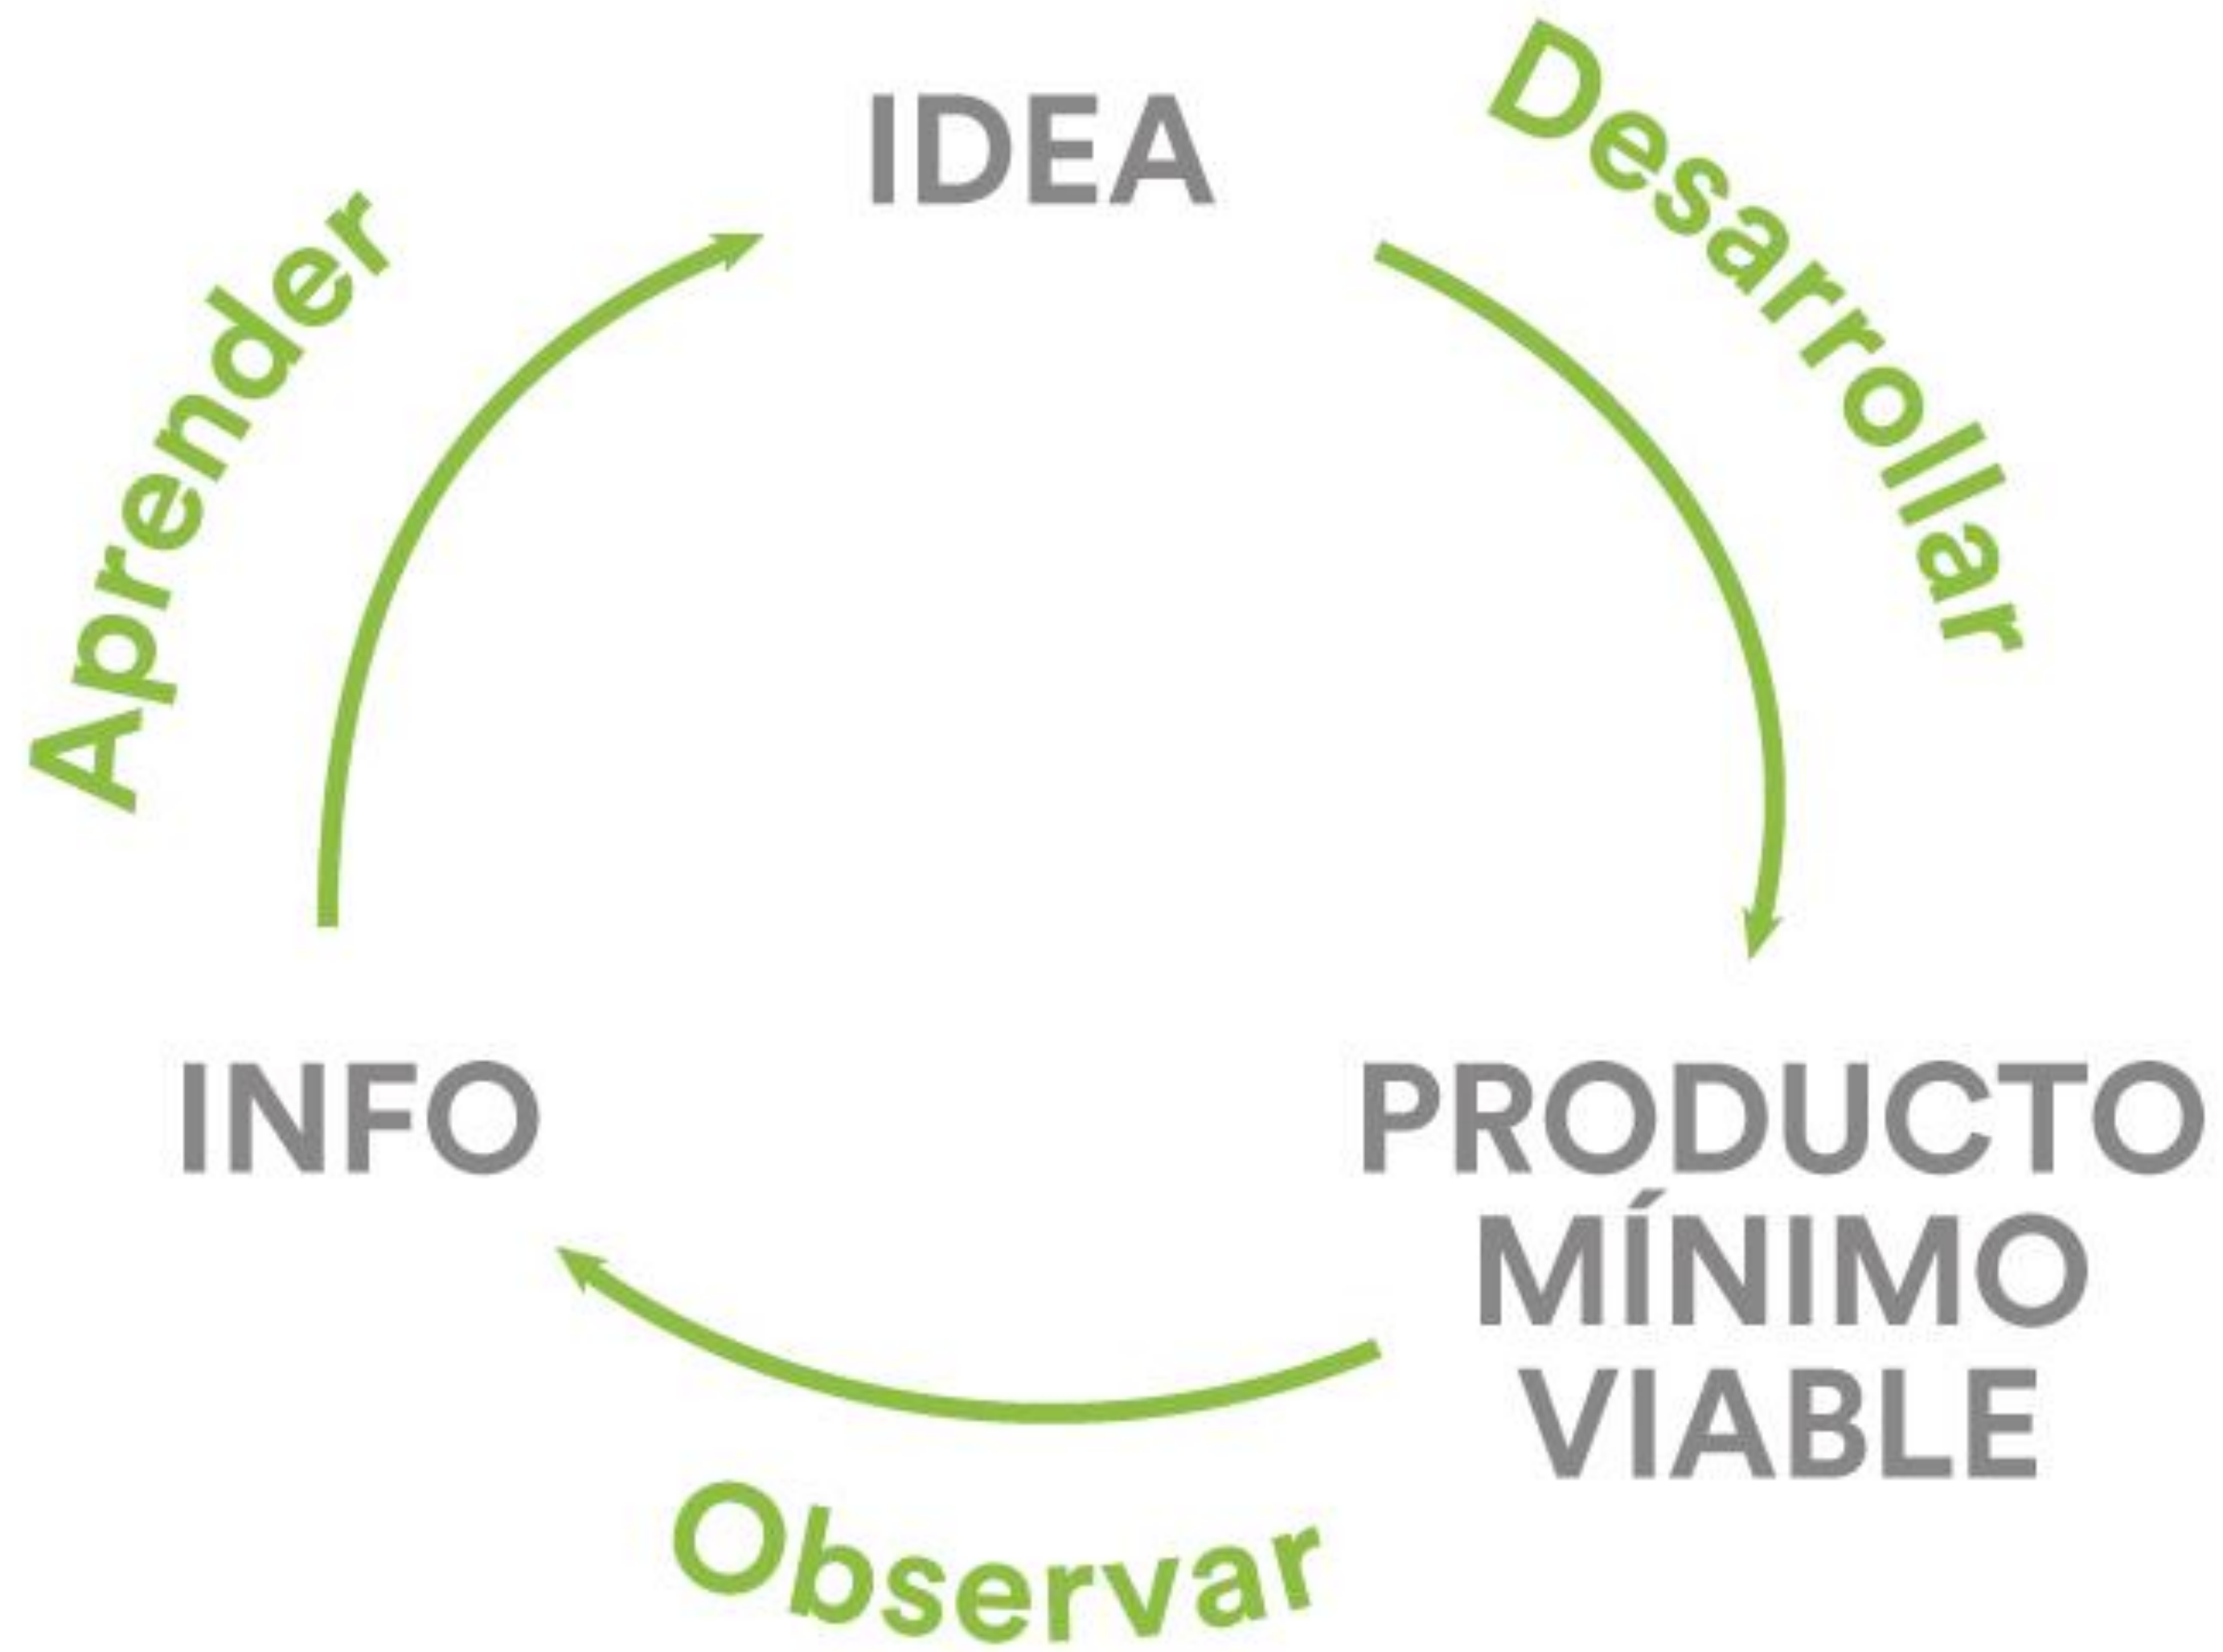 IDEA
Desarrollar
PRODUCTO
MÍNIMO
VIABLE
Observar
INFO
Aprender